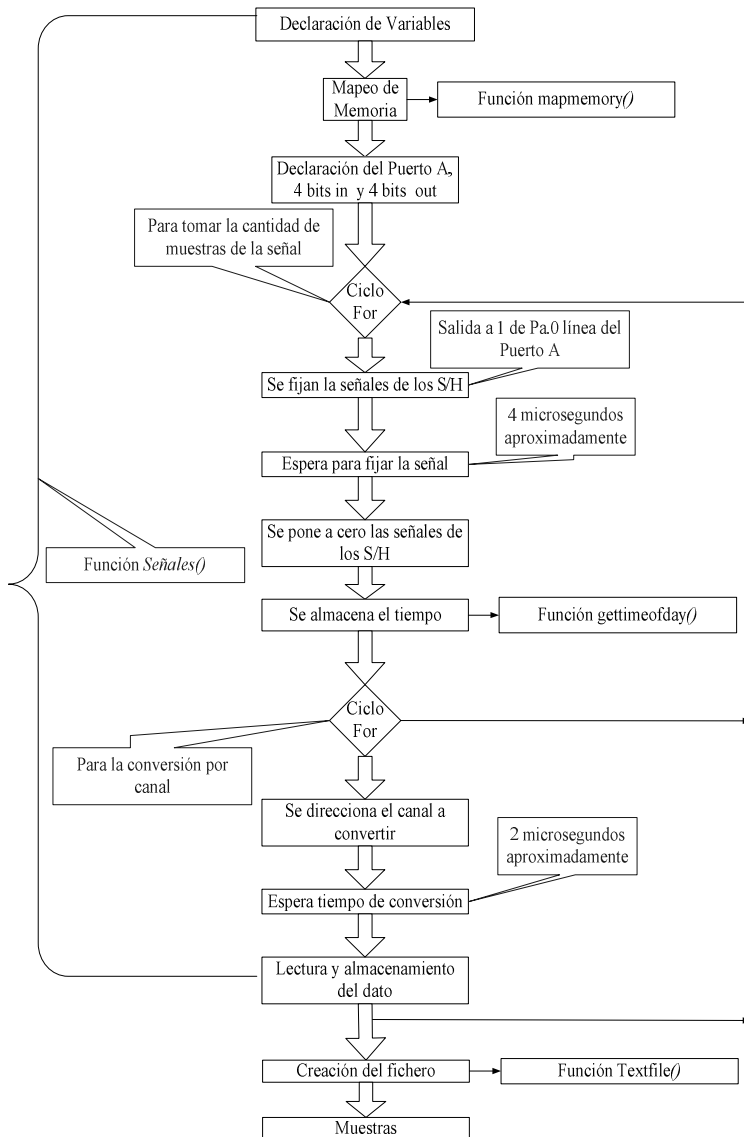 Declaración de Variables
Mapeo de
Memoria
Función mapmemory()
Declaración del Puerto A,
4 bits in y 4 bits out
Para tomar la cantidad de
muestras de la señal
Ciclo
For
Salida a 1 de Pa.0 línea del
Puerto A
Se fijan la señales de los S/H
4 microsegundos
aproximadamente
Espera para fijar la señal
Se pone a cero las señales de
los S/H
Función Señales()
Se almacena el tiempo
Función gettimeofday()
Ciclo
For
Para la conversión por
canal
Se direcciona el canal a
convertir
2 microsegundos
aproximadamente
Espera tiempo de conversión
Lectura y almacenamiento
del dato
Creación del fichero
Función Textfile()
Muestras